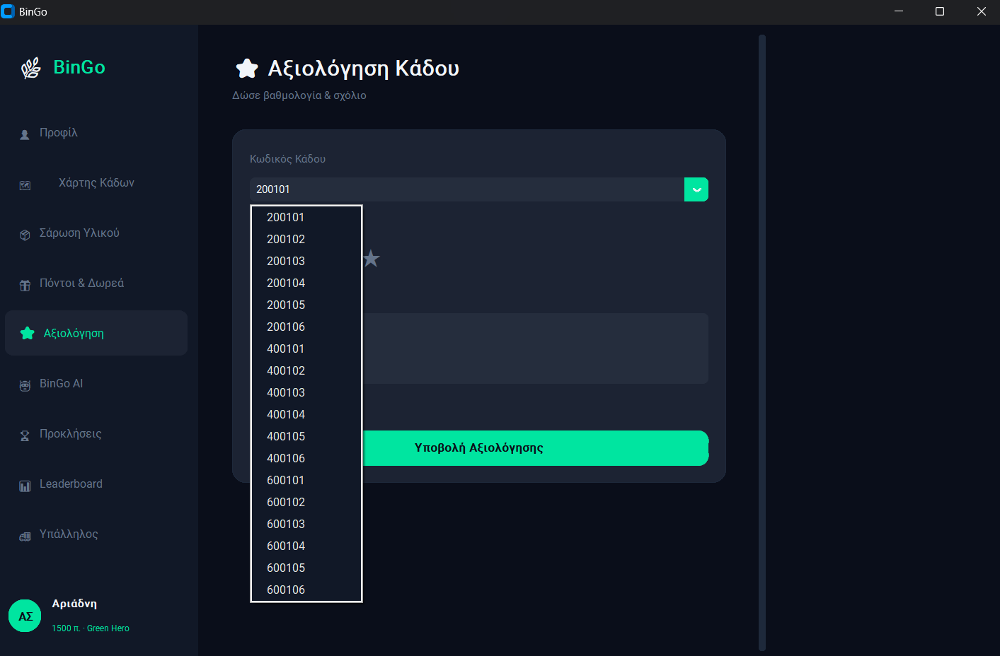 BinGo
BinGo
Προφίλ
Χάρτης Κάδων
Σάρωση Υλικού
Πόντοι & Δωρεά
Αξιολόγηση
BinGo AI
Προκλήσεις
Leaderboard
Υπάλληλος
ΑΣ
Αριάδνη
1500 π. · Green Hero
Αξιολόγηση Κάδου
Δώσε βαθμολογία & σχόλιο
Κωδικός Κάδου
200101
200101
200102
200103
200104
200105
200106
400101
400102
400103
400104
400105
400106
600101
600102
600103
600104
600105
600106
Υποβολή Αξιολόγησης